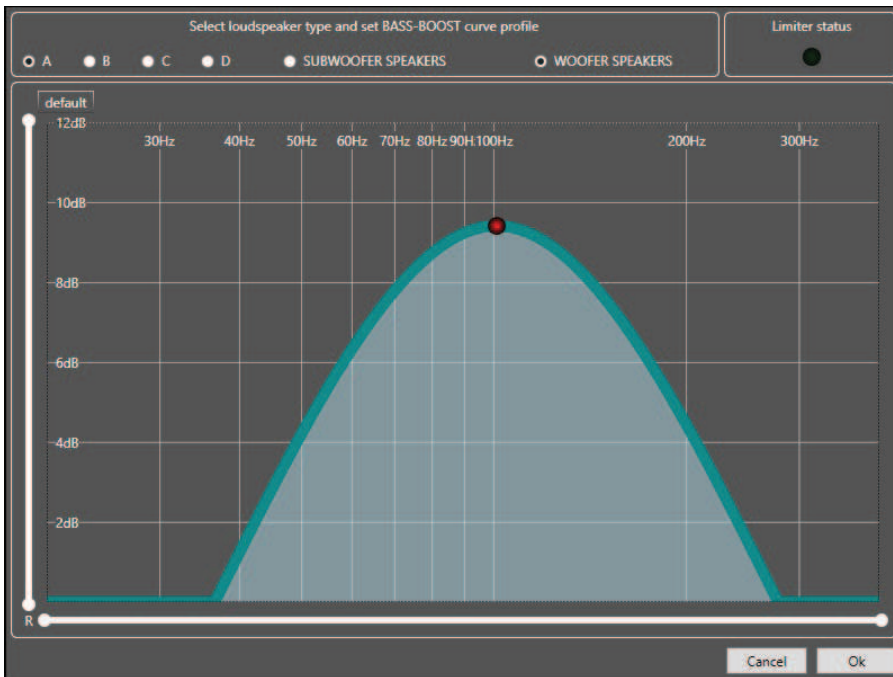 Select loudspeaker type and set BASS-BOOST curve profile
Limiter status
A B C D SUBWOOFER SPEAKERS WOOFER SPEAKERS
default
12dB
30Hz 40Hz 50Hz 60Hz 70Hz 80Hz 90H 100Hz 200Hz 300Hz
10dB
8dB
6dB
4dB
2dB
R
Cancel Ok